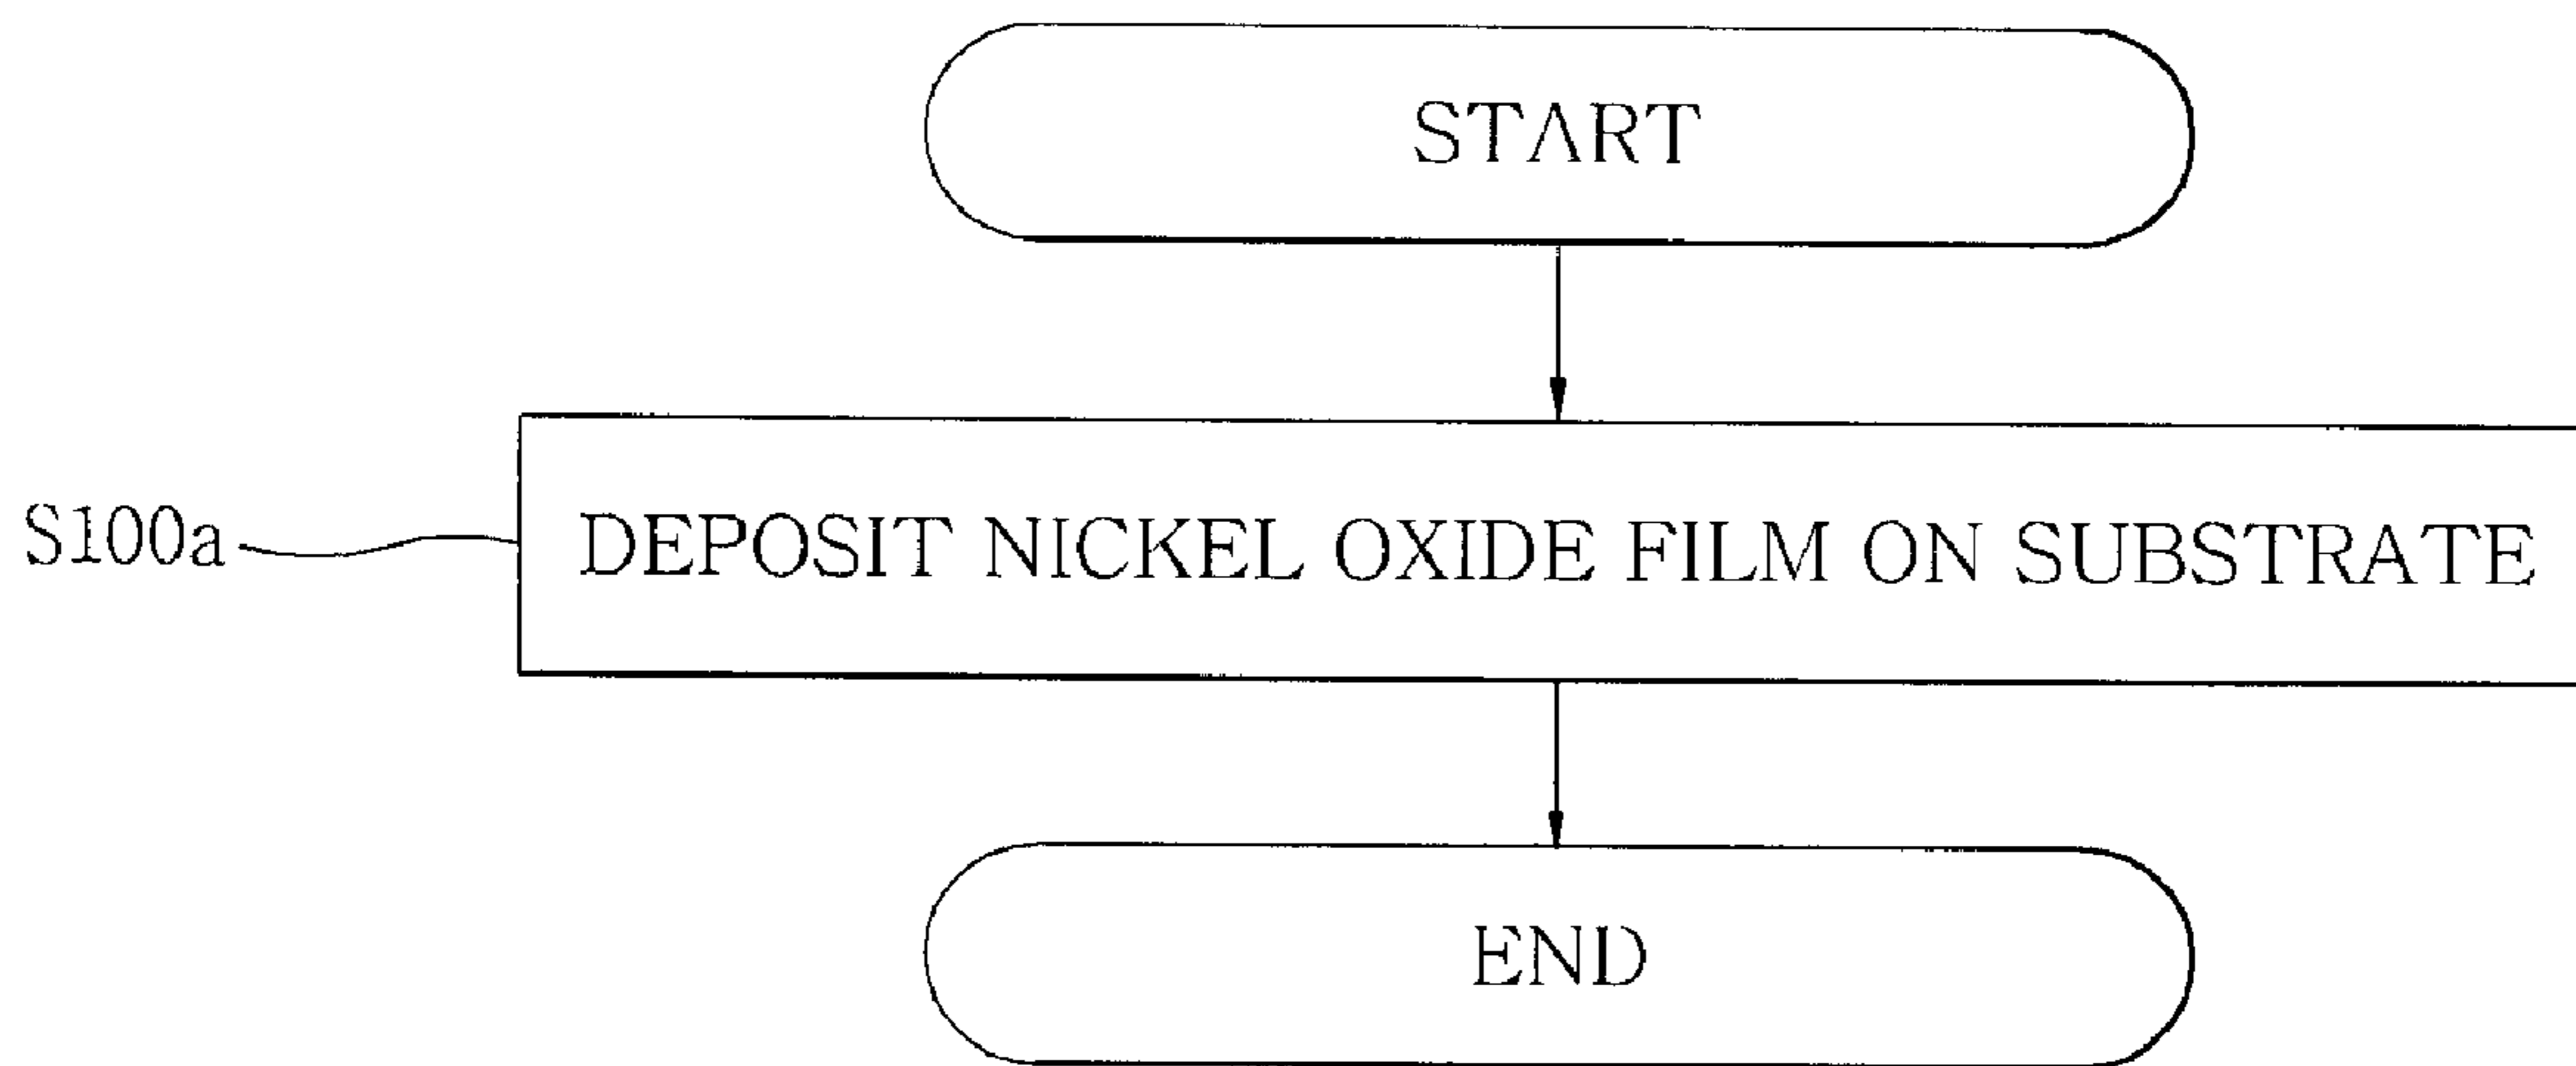 START
S100a DEPOSIT NICKEL OXIDE FILM ON SUBSTRATE
END